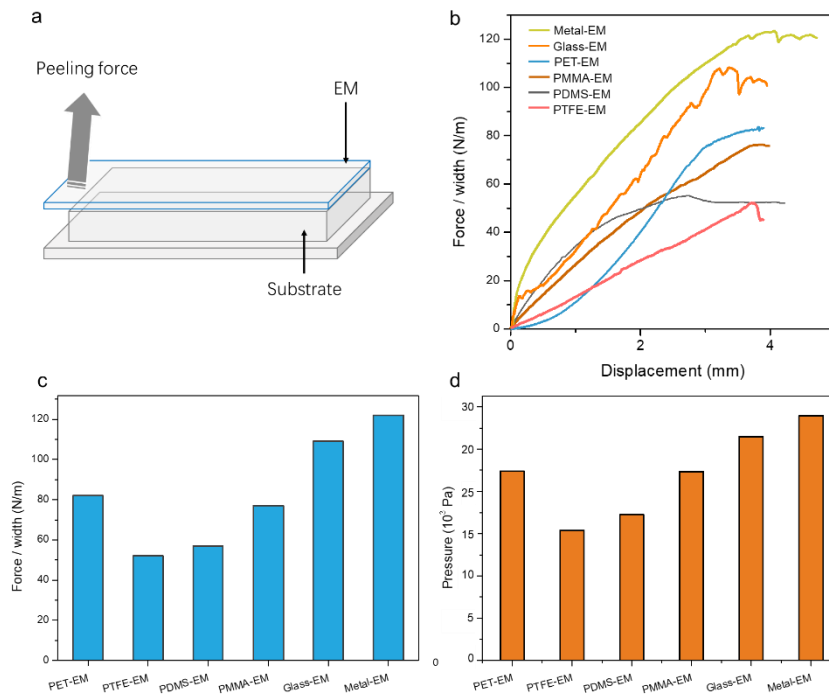 a
Peeling force
EM
Substrate
b
Force / width (N/m)
120
100
80
60
40
20
0
Metal-EM
Glass-EM
PET-EM
PMMA-EM
PDMS-EM
PTFE-EM
0
2
4
Displacement (mm)
c
Force / width (N/m)
120
100
80
60
40
20
0
PET-EM
PTFE-EM
PDMS-EM
PMMA-EM
Glass-EM
Metal-EM
d
Pressure (10³ Pa)
30
20
25
15
10
5
0
0
PET-EM
PTFE-EM
PDMS-EM
PMMA-EM
Glass-EM
Metal-EM